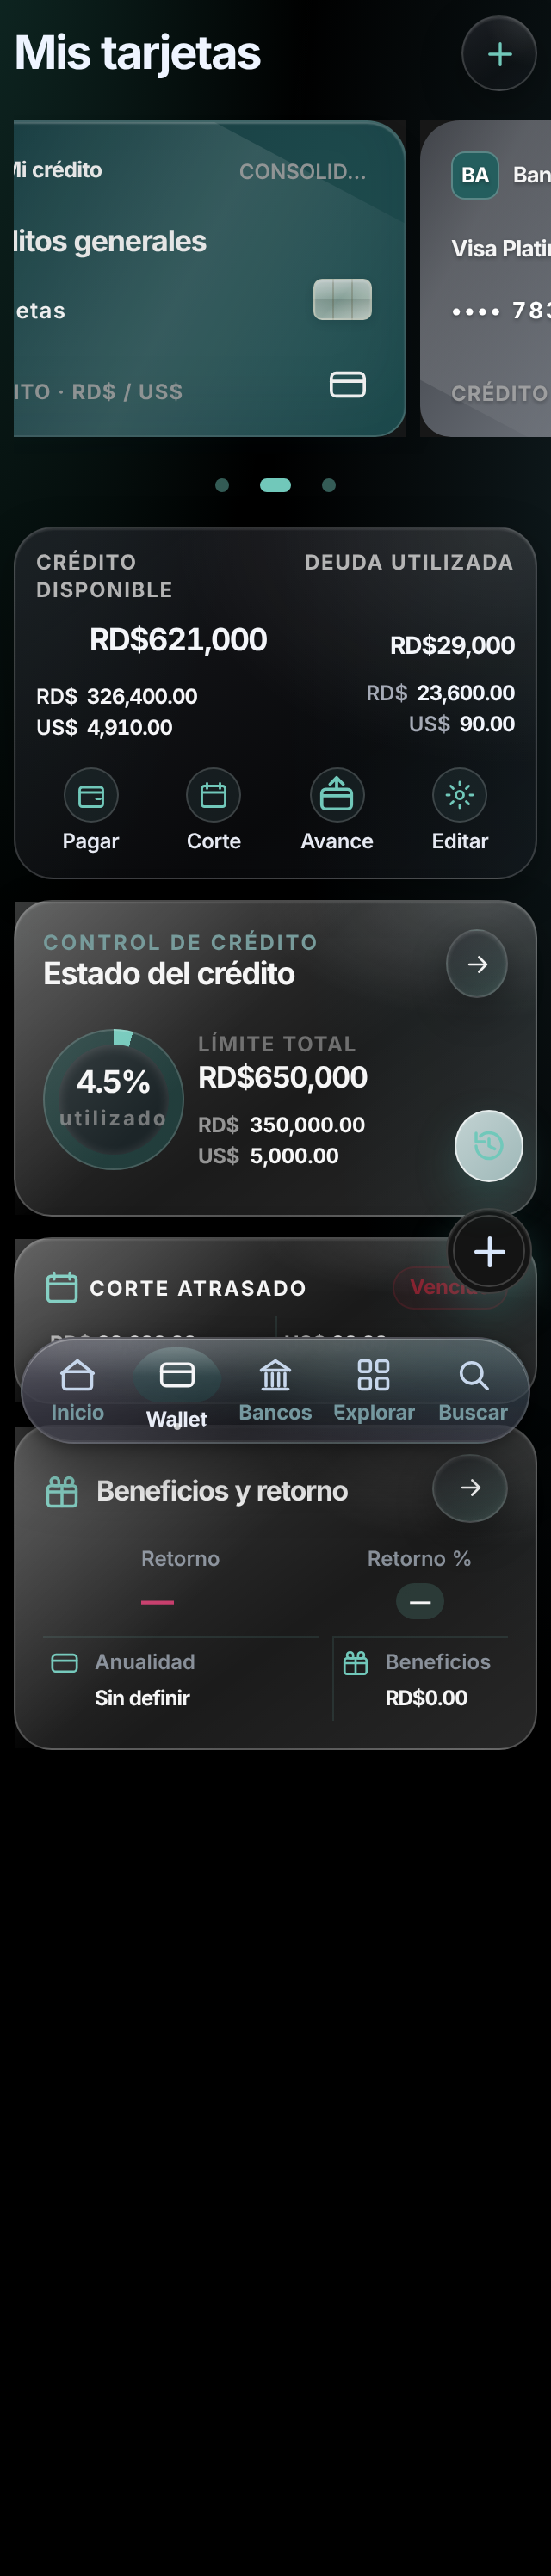 Mis tarjetas
Mi crédito
CONSOLID...
BA
litos generales
Visa
etas
•••• 78
ITO · RD$ / US$
CRÉDITO
CRÉDITO DISPONIBLE
DEUDA UTILIZADA
RD$621,000
RD$29,000
RD$ 326,400.00
RD$ 23,600.00
US$ 4,910.00
US$ 90.00
Pagar
Corte
Avance
Editar
CONTROL DE CRÉDITO
Estado del crédito
4.5%
utilizado
LÍMITE TOTAL
RD$650,000
RD$ 350,000.00
US$ 5,000.00
CORTE ATRASADO
Inicio
Wallet
Bancos
Explorar
Buscar
Beneficios y retorno
Retorno
Retorno %
—
—
Anualidad
Beneficios
Sin definir
RD$0.00